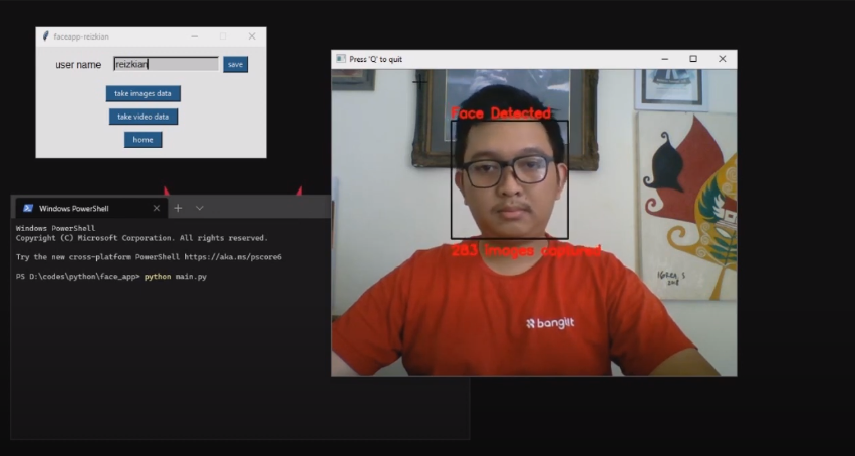 faceapp-reizkian
user name
reizkian
save
take images data
take video data
home
Windows PowerShell
Windows PowerShell
Copyright (C) Microsoft Corporation. All rights reserved.
Try the new cross-platform PowerShell https://aka.ms/pscore6
PS D:\codes\python\face_app> python main.py
Press 'Q' to quit
Face Detected
283 images captured
bangkit